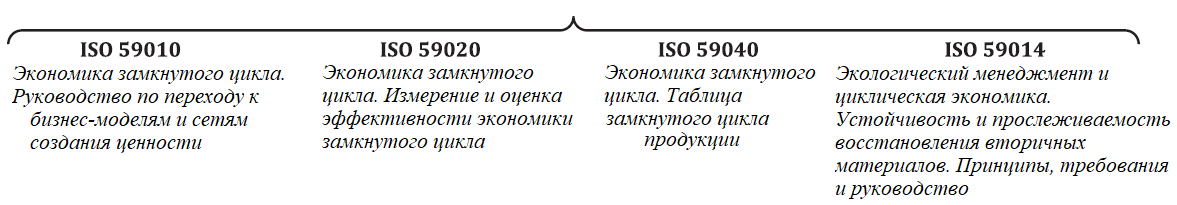 ISO 59010
Экономика замкнутого цикла.
Руководство по переходу к
бизнес-моделям и сетям
создания ценности
ISO 59020
Экономика замкнутого
цикла. Измерение и оценка
эффективности экономики
замкнутого цикла
ISO 59040
Экономика замкнутого
цикла. Таблица
замкнутого цикла
продукции
ISO 59014
Экологический менеджмент и
циклическая экономика.
Устойчивость и прослеживаемость
восстановления вторичных
материалов. Принципы, требования
и руководство